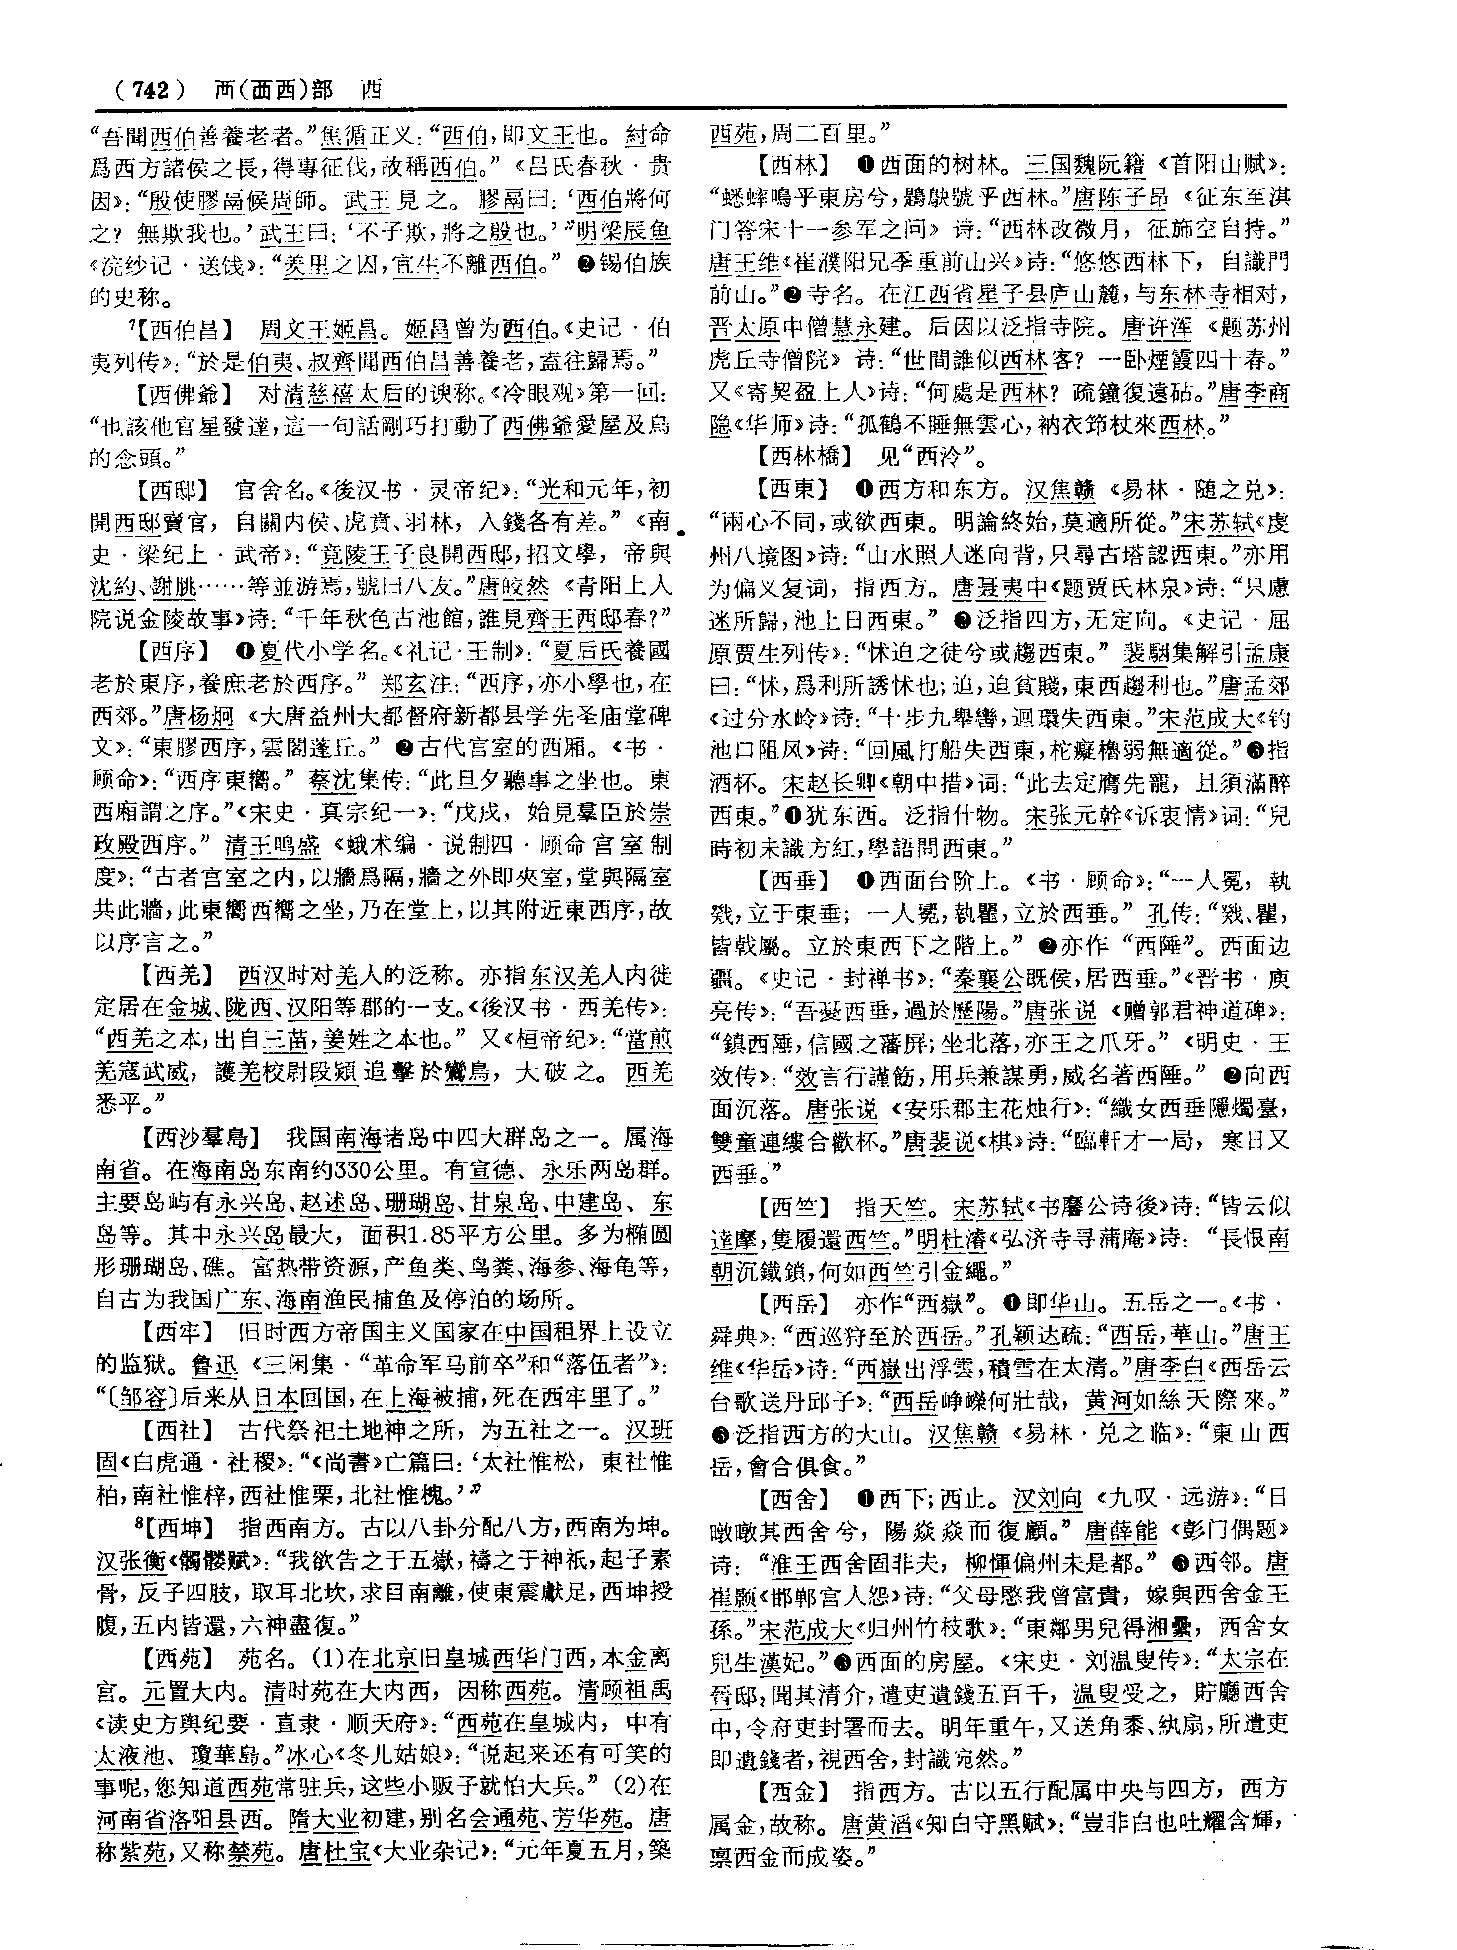 （742） 襾（覀西）部 西
“吾聞西伯善養老者。”焦循正义：“西伯，即文王也。紂命
爲西方諸侯之長，得專征伐，故稱西伯。”《吕氏春秋·贵
因》：“殷使膠鬲候周師。武王見之。膠鬲曰：‘西伯將何
之？無欺我也。’武王曰：‘不子欺，將之殷也。’”明梁辰鱼
《浣纱记·送饯》：“羑里之囚，宜生不離西伯。”❷锡伯族
的史称。
7【西伯昌】 周文王姬昌。姬昌曾为西伯。《史记·伯
夷列传》：“於是伯夷、叔齊聞西伯昌善養老，盍往歸焉。”
【西佛爺】 对清慈禧太后的谀称。《冷眼观》第一回：
“也該他官星發達，這一句話剛巧打動了西佛爺愛屋及烏
的念頭。”
【西邸】 官舍名。《後汉书·灵帝纪》：“光和元年，初
開西邸賣官，自關内侯、虎賁、羽林，入錢各有差。”《南
史·梁纪上·武帝》：“竟陵王子良開西邸，招文學，帝與
沈約、謝朓……等並游焉，號曰八友。”唐皎然《青阳上人
院说金陵故事》诗：“千年秋色古池館，誰見齊王西邸春？”
【西序】 ❶夏代小学名。《礼记·王制》：“夏后氏養國
老於東序，養庶老於西序。”郑玄注：“西序，亦小學也，在
西郊。”唐杨炯《大唐益州大都督府新都县学先圣庙堂碑
文》：“東膠西序，雲閣蓬丘。”❷古代宫室的西厢。《书·
顾命》：“西序東嚮。”蔡沈集传：“此旦夕聽事之坐也。東
西廂謂之序。”《宋史·真宗纪一》：“戊戌，始見羣臣於崇
政殿西序。”清王鸣盛《蛾术编·说制四·顾命宫室制
度》：“古者宫室之内，以牆爲隔，牆之外即夾室，堂與隔室
共此牆，此東嚮西嚮之坐，乃在堂上，以其附近東西序，故
以序言之。”
【西羌】 西汉时对羌人的泛称。亦指东汉羌人内徙
定居在金城、陇西、汉阳等郡的一支。《後汉书·西羌传》：
“西羌之本，出自三苗，姜姓之本也。”又《桓帝纪》：“當煎
羌寇武威，護羌校尉段熲追擊於鸞鳥，大破之。西羌
悉平。”
【西沙羣島】 我国南海诸岛中四大群岛之一。属海
南省。在海南岛东南约330公里。有宣德、永乐两岛群。
主要岛屿有永兴岛、赵述岛、珊瑚岛、甘泉岛、中建岛、东
岛等。其中永兴岛最大，面积1.85平方公里。多为椭圆
形珊瑚岛、礁。富热带资源，产鱼类、鸟粪、海参、海龟等，
自古为我国广东、海南渔民捕鱼及停泊的场所。
【西牢】 旧时西方帝国主义国家在中国租界上设立
的监狱。鲁迅《三闲集·“革命军马前卒”和“落伍者”》：
“〔邹容〕后来从日本回国，在上海被捕，死在西牢里了。”
【西社】 古代祭祀土地神之所，为五社之一。汉班
固《白虎通·社稷》：“《尚書》亡篇曰：‘太社惟松，東社惟
柏，南社惟梓，西社惟栗，北社惟槐。’”
8【西坤】 指西南方。古以八卦分配八方，西南为坤。
汉张衡《髑髅赋》：“我欲告之于五嶽，禱之于神祇，起子素
骨，反子四肢，取耳北坎，求目南離，使東震獻足，西坤授
腹，五内皆還，六神盡復。”
【西苑】 苑名。(1)在北京旧皇城西华门西，本金离
宫。元置大内。清时苑在大内西，因称西苑。清顾祖禹
《读史方舆纪要·直隶·顺天府》：“西苑在皇城内，中有
太液池、瓊華島。”冰心《冬儿姑娘》：“说起来还有可笑的
事呢，您知道西苑常驻兵，这些小贩子就怕大兵。”(2)在
河南省洛阳县西。隋大业初建，别名会通苑、芳华苑。唐
称紫苑，又称禁苑。唐杜宝《大业杂记》：“元年夏五月，築
西苑，周二百里。”
【西林】 ❶西面的树林。三国魏阮籍《首阳山赋》：
“蟋蟀鳴乎東房兮，鶗鴃號乎西林。”唐陈子昂《征东至淇
门答宋十一参军之问》诗：“西林改微月，征旆空自持。”
唐王维《崔濮阳兄季重前山兴》诗：“悠悠西林下，自識門
前山。”❷寺名。在江西省星子县庐山麓，与东林寺相对，
晋太原中僧慧永建。后因以泛指寺院。唐许浑《题苏州
虎丘寺僧院》诗：“世間誰似西林客？一卧煙霞四十春。”
又《寄契盈上人》诗：“何處是西林？疏鐘復遠砧。”唐李商
隐《华师》诗：“孤鶴不睡無雲心，衲衣筇杖來西林。”
【西林橋】 见“西泠”。
【西東】 ❶西方和东方。汉焦赣《易林·随之兑》：
“兩心不同，或欲西東。明論終始，莫適所從。”宋苏轼《虔
州八境图》诗：“山水照人迷向背，只尋古塔認西東。”亦用
为偏义复词，指西方。唐聂夷中《题贾氏林泉》诗：“只慮
迷所歸，池上日西東。”❷泛指四方，无定向。《史记·屈
原贾生列传》：“怵迫之徒兮或趨西東。”裴駰集解引孟康
曰：“怵，爲利所誘怵也；迫，迫貧賤，東西趨利也。”唐孟郊
《过分水岭》诗：“十步九舉轡，迴環失西東。”宋范成大《钓
池口阻风》诗：“回風打船失西東，柁癡櫓弱無適從。”❸指
酒杯。宋赵长卿《朝中措》词：“此去定膺先寵，且須滿醉
西東。”❹犹东西。泛指什物。宋张元幹《诉衷情》词：“兒
時初未識方紅，學語問西東。”
【西垂】 ❶西面台阶上。《书·顾命》：“一人冕，執
戣，立于東垂；一人冕，執瞿，立於西垂。”孔传：“戣、瞿，
皆戟屬。立於東西下之階上。”❷亦作“西陲”。西面边
疆。《史记·封禅书》：“秦襄公既侯，居西垂。”《晋书·庾
亮传》：“吾憂西垂，過於歷陽。”唐张说《赠郭君神道碑》：
“鎮西陲，信國之藩屏；坐北落，亦王之爪牙。”《明史·王
效传》：“效言行謹飭，用兵兼謀勇，威名著西陲。”❷向西
面沉落。唐张说《安乐郡主花烛行》：“織女西垂隱燭臺，
雙童連縷合歡杯。”唐裴说《棋》诗：“臨軒才一局，寒日又
西垂。”
【西竺】 指天竺。宋苏轼《书麐公诗後》诗：“皆云似
達摩，隻履還西竺。”明杜濬《弘济寺寻蒲庵》诗：“長恨南
朝沉鐵鎖，何如西竺引金繩。”
【西岳】 亦作“西嶽”。❶即华山。五岳之一。《书·
舜典》：“西巡狩至於西岳。”孔颖达疏：“西岳，華山。”唐王
维《华岳》诗：“西嶽出浮雲，積雪在太清。”唐李白《西岳云
台歌送丹邱子》：“西岳崢嶸何壯哉，黄河如絲天際來。”
❸泛指西方的大山。汉焦赣《易林·兑之临》：“東山西
岳，會合俱食。”
【西舍】 ❶西下；西止。汉刘向《九叹·远游》：“日
暾暾其西舍兮，陽焱焱而復顧。”唐薛能《彭门偶题》
诗：“淮王西舍固非夫，柳惲偏州未是都。”❸西邻。唐
崔颢《邯郸宫人怨》诗：“父母愍我曾富貴，嫁與西舍金王
孫。”宋范成大《归州竹枝歌》：“東鄰男兒得湘纍，西舍女
兒生漢妃。”❸西面的房屋。《宋史·刘温叟传》：“太宗在
晉邸，聞其清介，遣吏遺錢五百千，温叟受之，貯廳西舍
中，令府吏封署而去。明年重午，又送角黍、紈扇，所遣吏
即遺錢者，視西舍，封識宛然。”
【西金】 指西方。古以五行配属中央与四方，西方
属金，故称。唐黄滔《知白守黑赋》：“豈非白也吐耀含輝，
禀西金而成姿。”